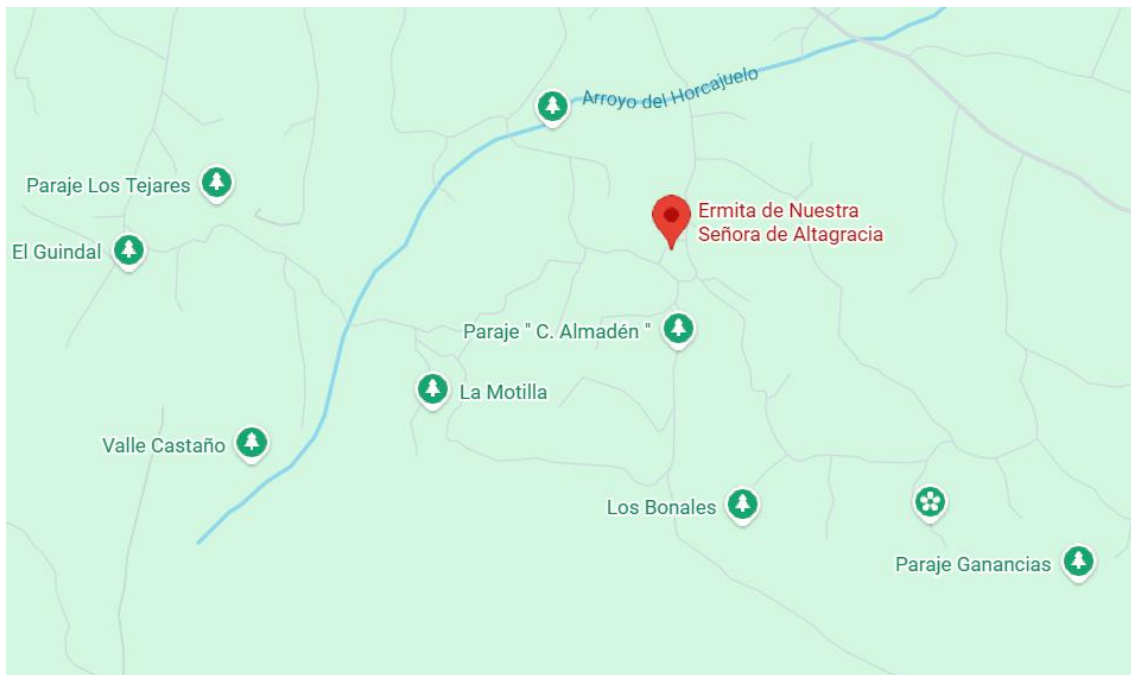 Arroyo del Horcajuelo
Paraje Los Tejares
Ermita de Nuestra
Señora de Altagracia
El Guindal
Paraje " C. Almadén "
La Motilla
Valle Castaño
Los Bonales
Paraje Ganancias